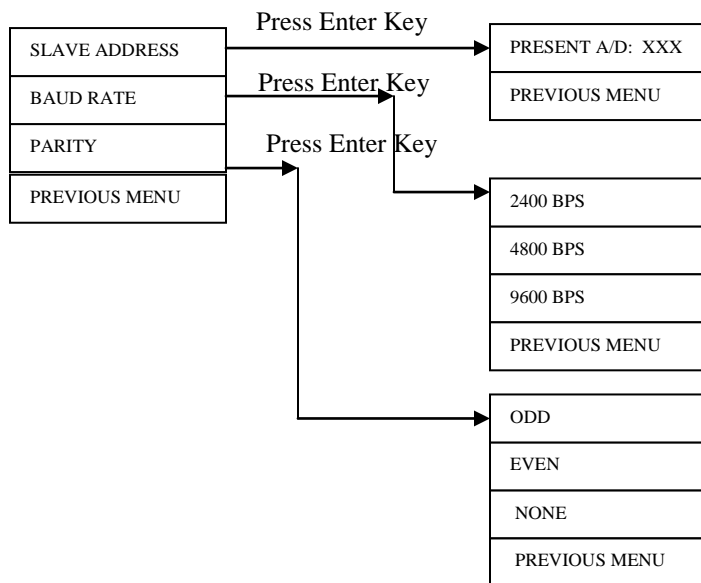 Press Enter Key
SLAVE ADDRESS
BAUD RATE
PARITY
PREVIOUS MENU
Press Enter Key
Press Enter Key
PRESENT A/D: XXX
PREVIOUS MENU
2400 BPS
4800 BPS
9600 BPS
PREVIOUS MENU
ODD
EVEN
NONE
PREVIOUS MENU